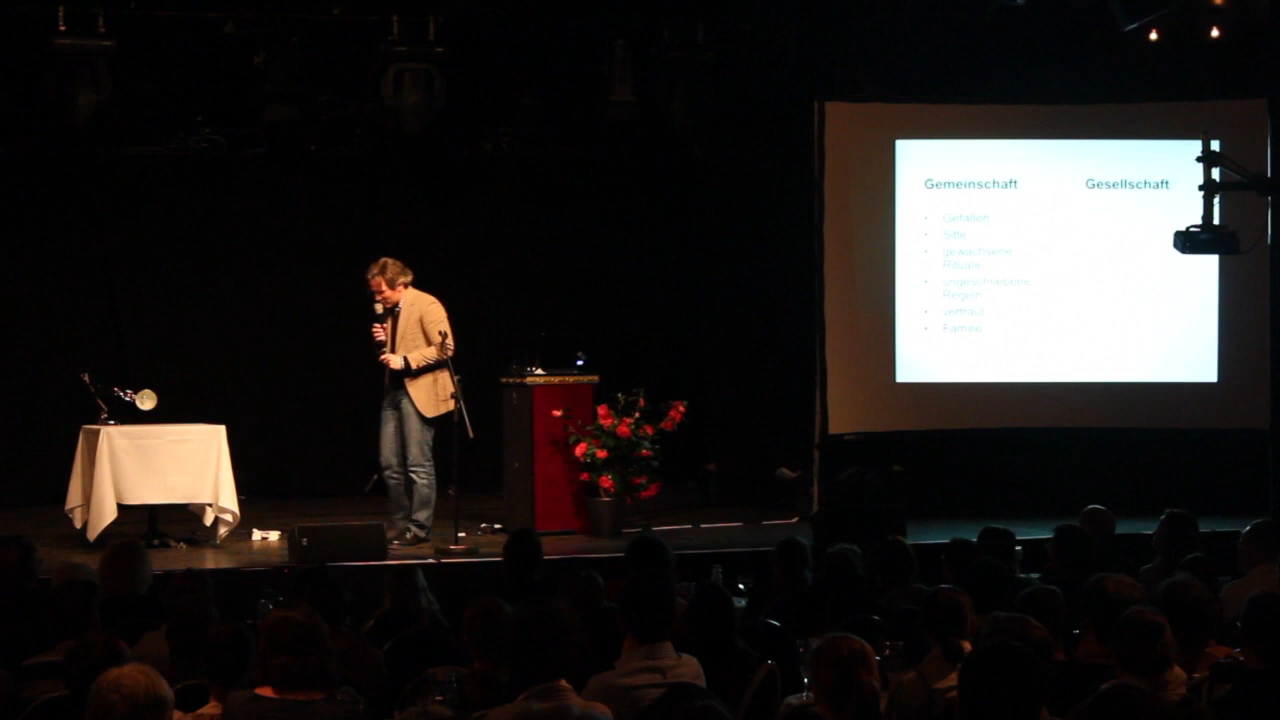 Gemeinschaft Gesellschaft
Gefallen
Sitte
gewachsene
Rituale
ungeschriebene
Regeln
vertraut
Familie